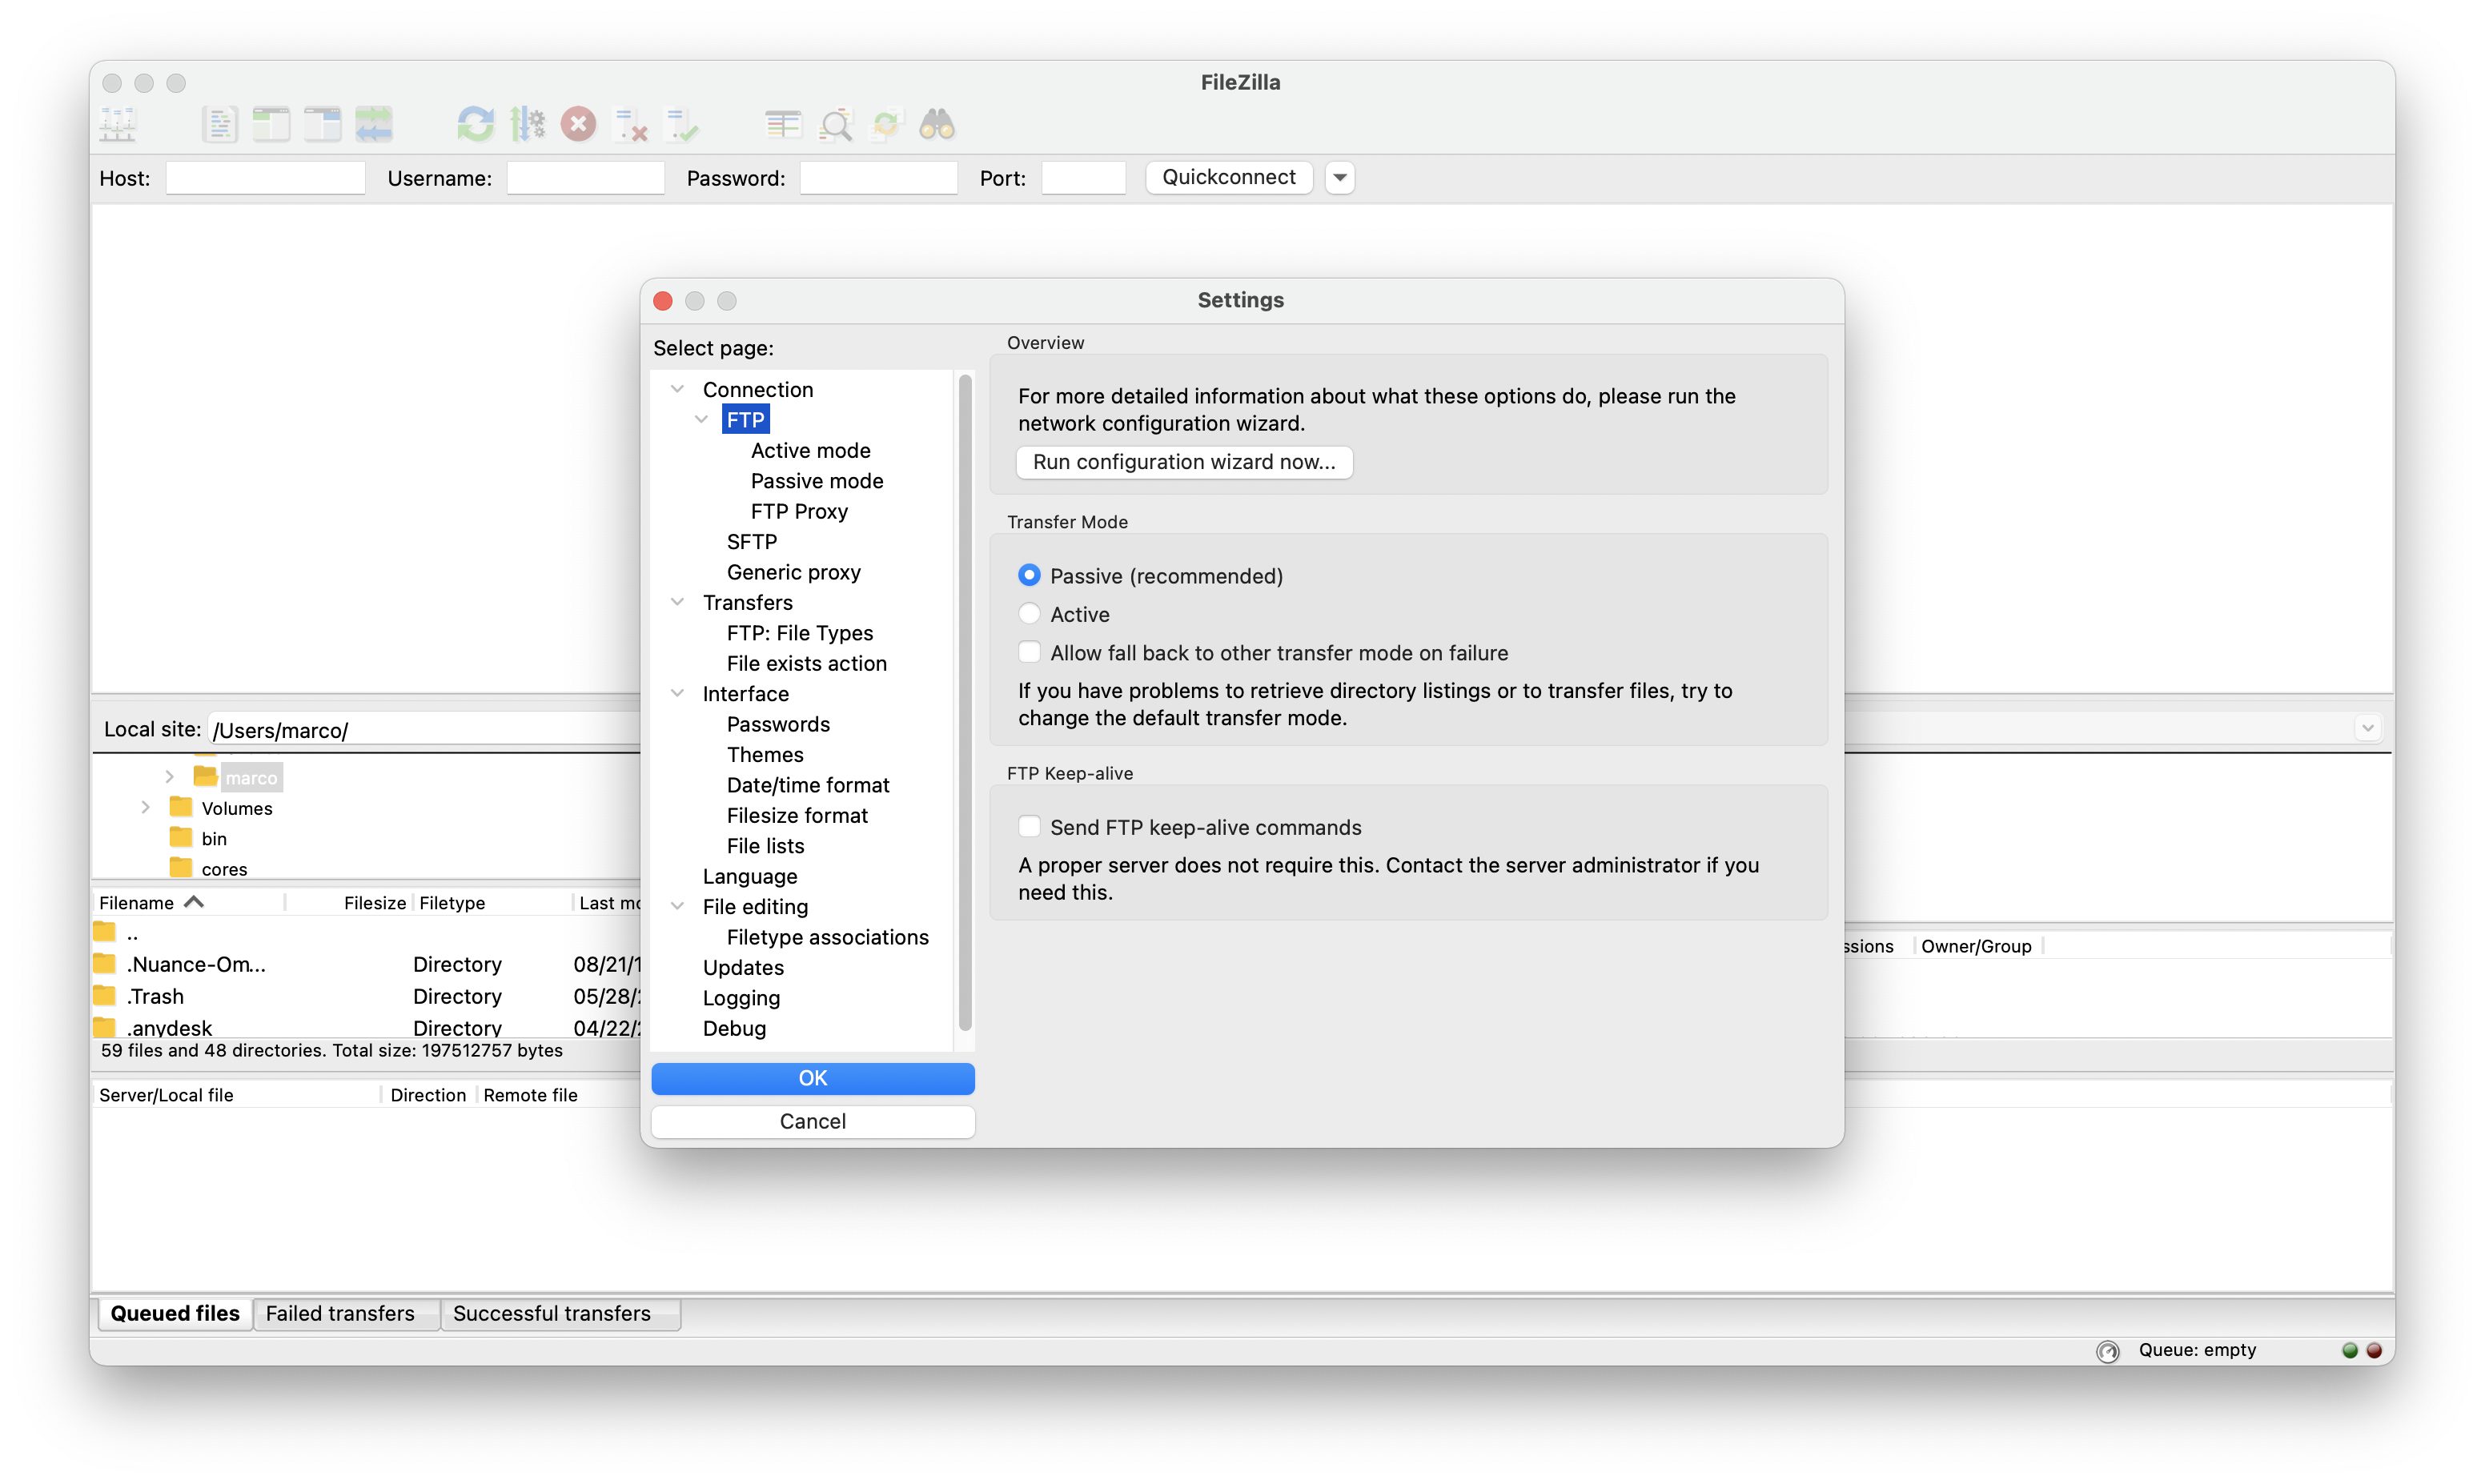 FileZilla
Host:
Username:
Password:
Port:
Quickconnect
Settings
Select page:
Connection
FTP
Active mode
Passive mode
FTP Proxy
SFTP
Generic proxy
Transfers
FTP: File Types
File exists action
Interface
Passwords
Themes
Date/time format
Filesize format
File lists
Language
File editing
Filetype associations
Updates
Logging
Debug
OK
Cancel
Overview
For more detailed information about what these options do, please run the
network configuration wizard.
Run configuration wizard now...
Transfer Mode
Passive (recommended)
Active
Allow fall back to other transfer mode on failure
If you have problems to retrieve directory listings or to transfer files, try to
change the default transfer mode.
FTP Keep-alive
Send FTP keep-alive commands
A proper server does not require this. Contact the server administrator if you
need this.
Local site: /Users/marco/
marco
Volumes
bin
cores
Filename Filesize Filetype Last mo
..
.Nuance-Om... Directory 08/21/1
.Trash Directory 05/28/
.anydesk Directory 04/22/
59 files and 48 directories. Total size: 197512757 bytes
ssions Owner/Group
Server/Local file Direction Remote file
Queued files Failed transfers Successful transfers
Queue: empty